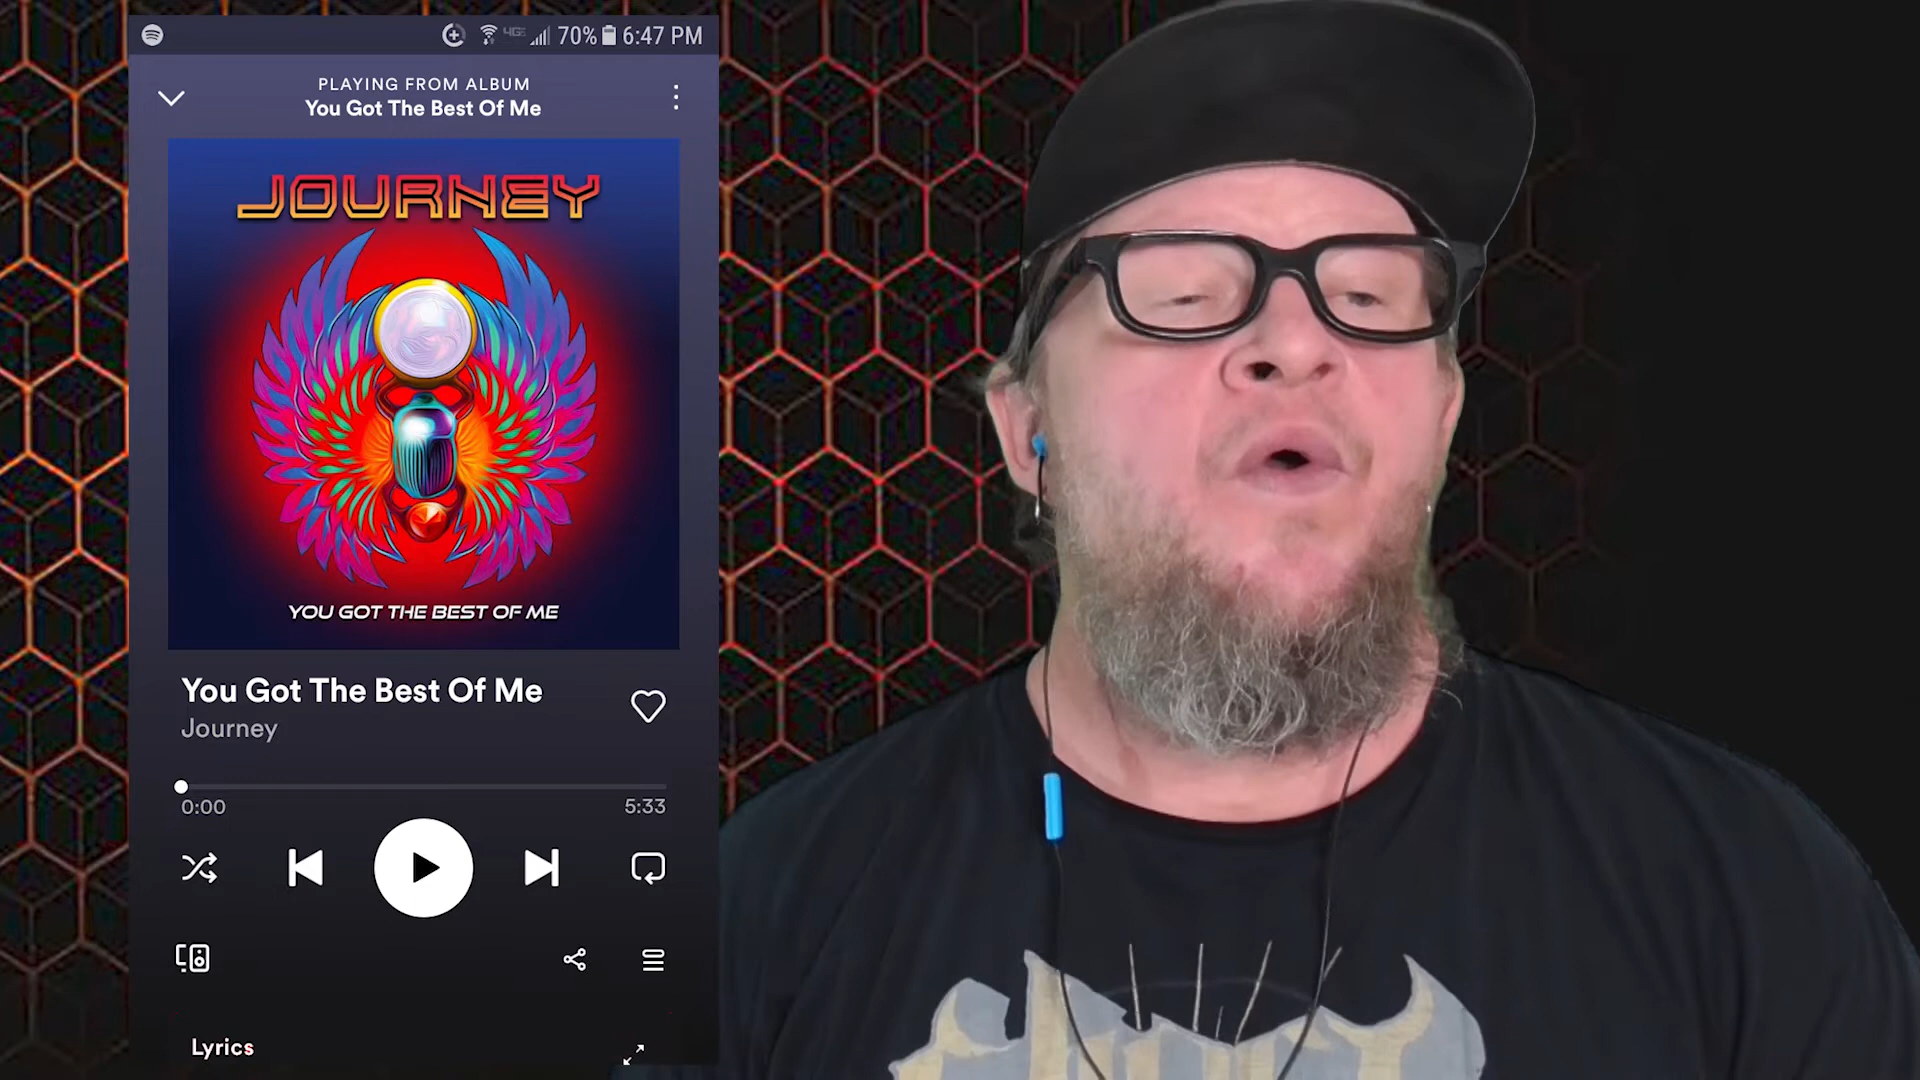 4GE 70% 6:47 PM
PLAYING FROM ALBUM
You Got The Best Of Me
JOURNEY
YOU GOT THE BEST OF ME
You Got The Best Of Me
Journey
0:00 5:33
Lyrics